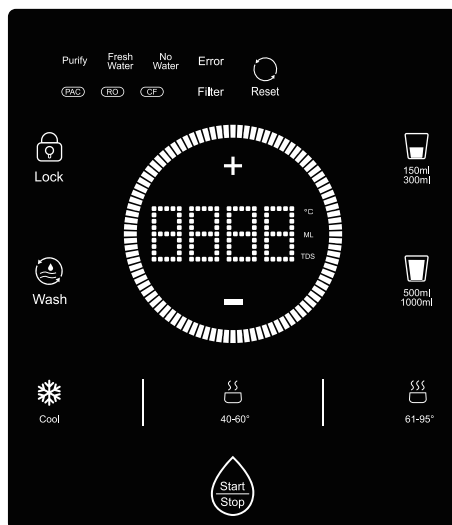 Purify
Fresh
Water
No
Water
Error
PAC
RO
CF
Filter
Reset
Lock
+
150ml
300ml
8888
°C
ML
TDS
Wash
-
500ml
1000ml
Cool
40-60°
61-95°
Start
Stop